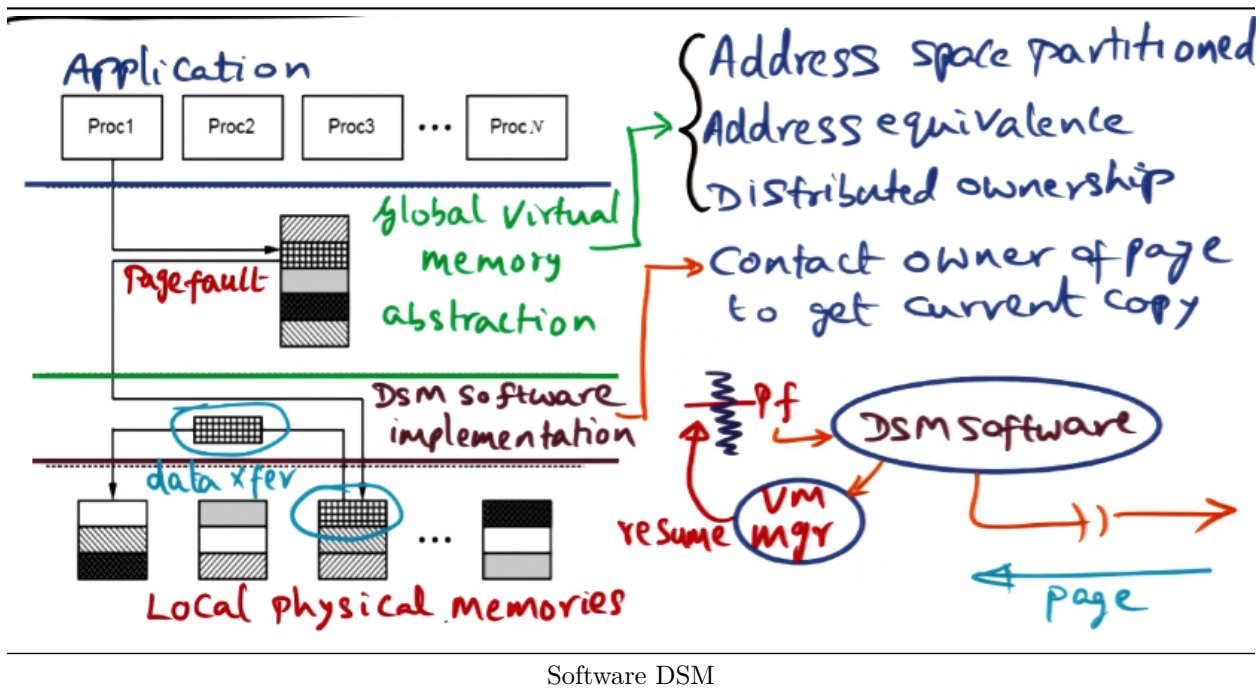 Application
Proc1 Proc2 Proc3 ••• Proc N
Address space partitioned
Address equivalence
Distributed ownership
Global Virtual
memory
abstraction
Page fault
Contact owner of page
to get current copy
DSM software
implementation
data xfer
•••
Local physical memories
Pf
DSM software
VM
mgr
resume
page
Software DSM